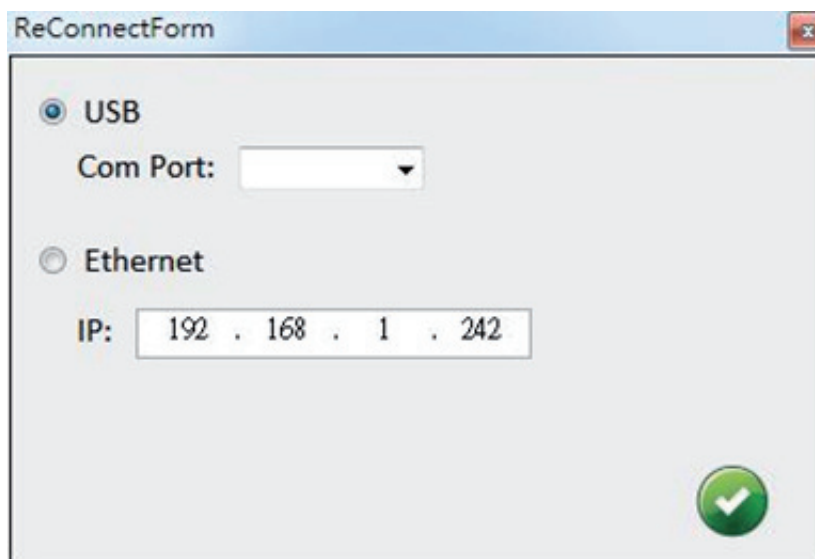 ReConnectForm
USB
Com Port:
Ethernet
IP: 192 . 168 . 1 . 242